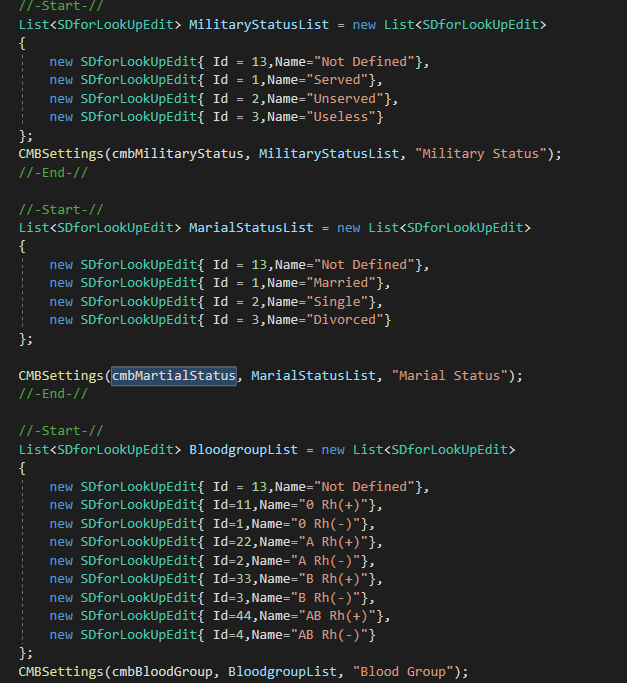 //-Start-//
List<SDforLookUpEdit> MilitaryStatusList = new List<SDforLookUpEdit>
{
new SDforLookUpEdit{ Id = 13,Name="Not Defined"},
new SDforLookUpEdit{ Id = 1,Name="Served"},
new SDforLookUpEdit{ Id = 2,Name="Unserved"},
new SDforLookUpEdit{ Id = 3,Name="Useless"}
};
CMBSettings(cmbMilitaryStatus, MilitaryStatusList, "Military Status");
//-End-//
//-Start-//
List<SDforLookUpEdit> MarialStatusList = new List<SDforLookUpEdit>
{
new SDforLookUpEdit{ Id = 13,Name="Not Defined"},
new SDforLookUpEdit{ Id = 1,Name="Married"},
new SDforLookUpEdit{ Id = 2,Name="Single"},
new SDforLookUpEdit{ Id = 3,Name="Divorced"}
};
CMBSettings(cmbMartialStatus, MarialStatusList, "Marial Status");
//-End-//
//-Start-//
List<SDforLookUpEdit> BloodgroupList = new List<SDforLookUpEdit>
{
new SDforLookUpEdit{ Id = 13,Name="Not Defined"},
new SDforLookUpEdit{ Id=11,Name="0 Rh(+)"},
new SDforLookUpEdit{ Id=1,Name="0 Rh(-)"},
new SDforLookUpEdit{ Id=22,Name="A Rh(+)"},
new SDforLookUpEdit{ Id=2,Name="A Rh(-)"},
new SDforLookUpEdit{ Id=33,Name="B Rh(+)"},
new SDforLookUpEdit{ Id=3,Name="B Rh(-)"},
new SDforLookUpEdit{ Id=44,Name="AB Rh(+)"},
new SDforLookUpEdit{ Id=4,Name="AB Rh(-)"}
};
CMBSettings(cmbBloodGroup, BloodgroupList, "Blood Group");